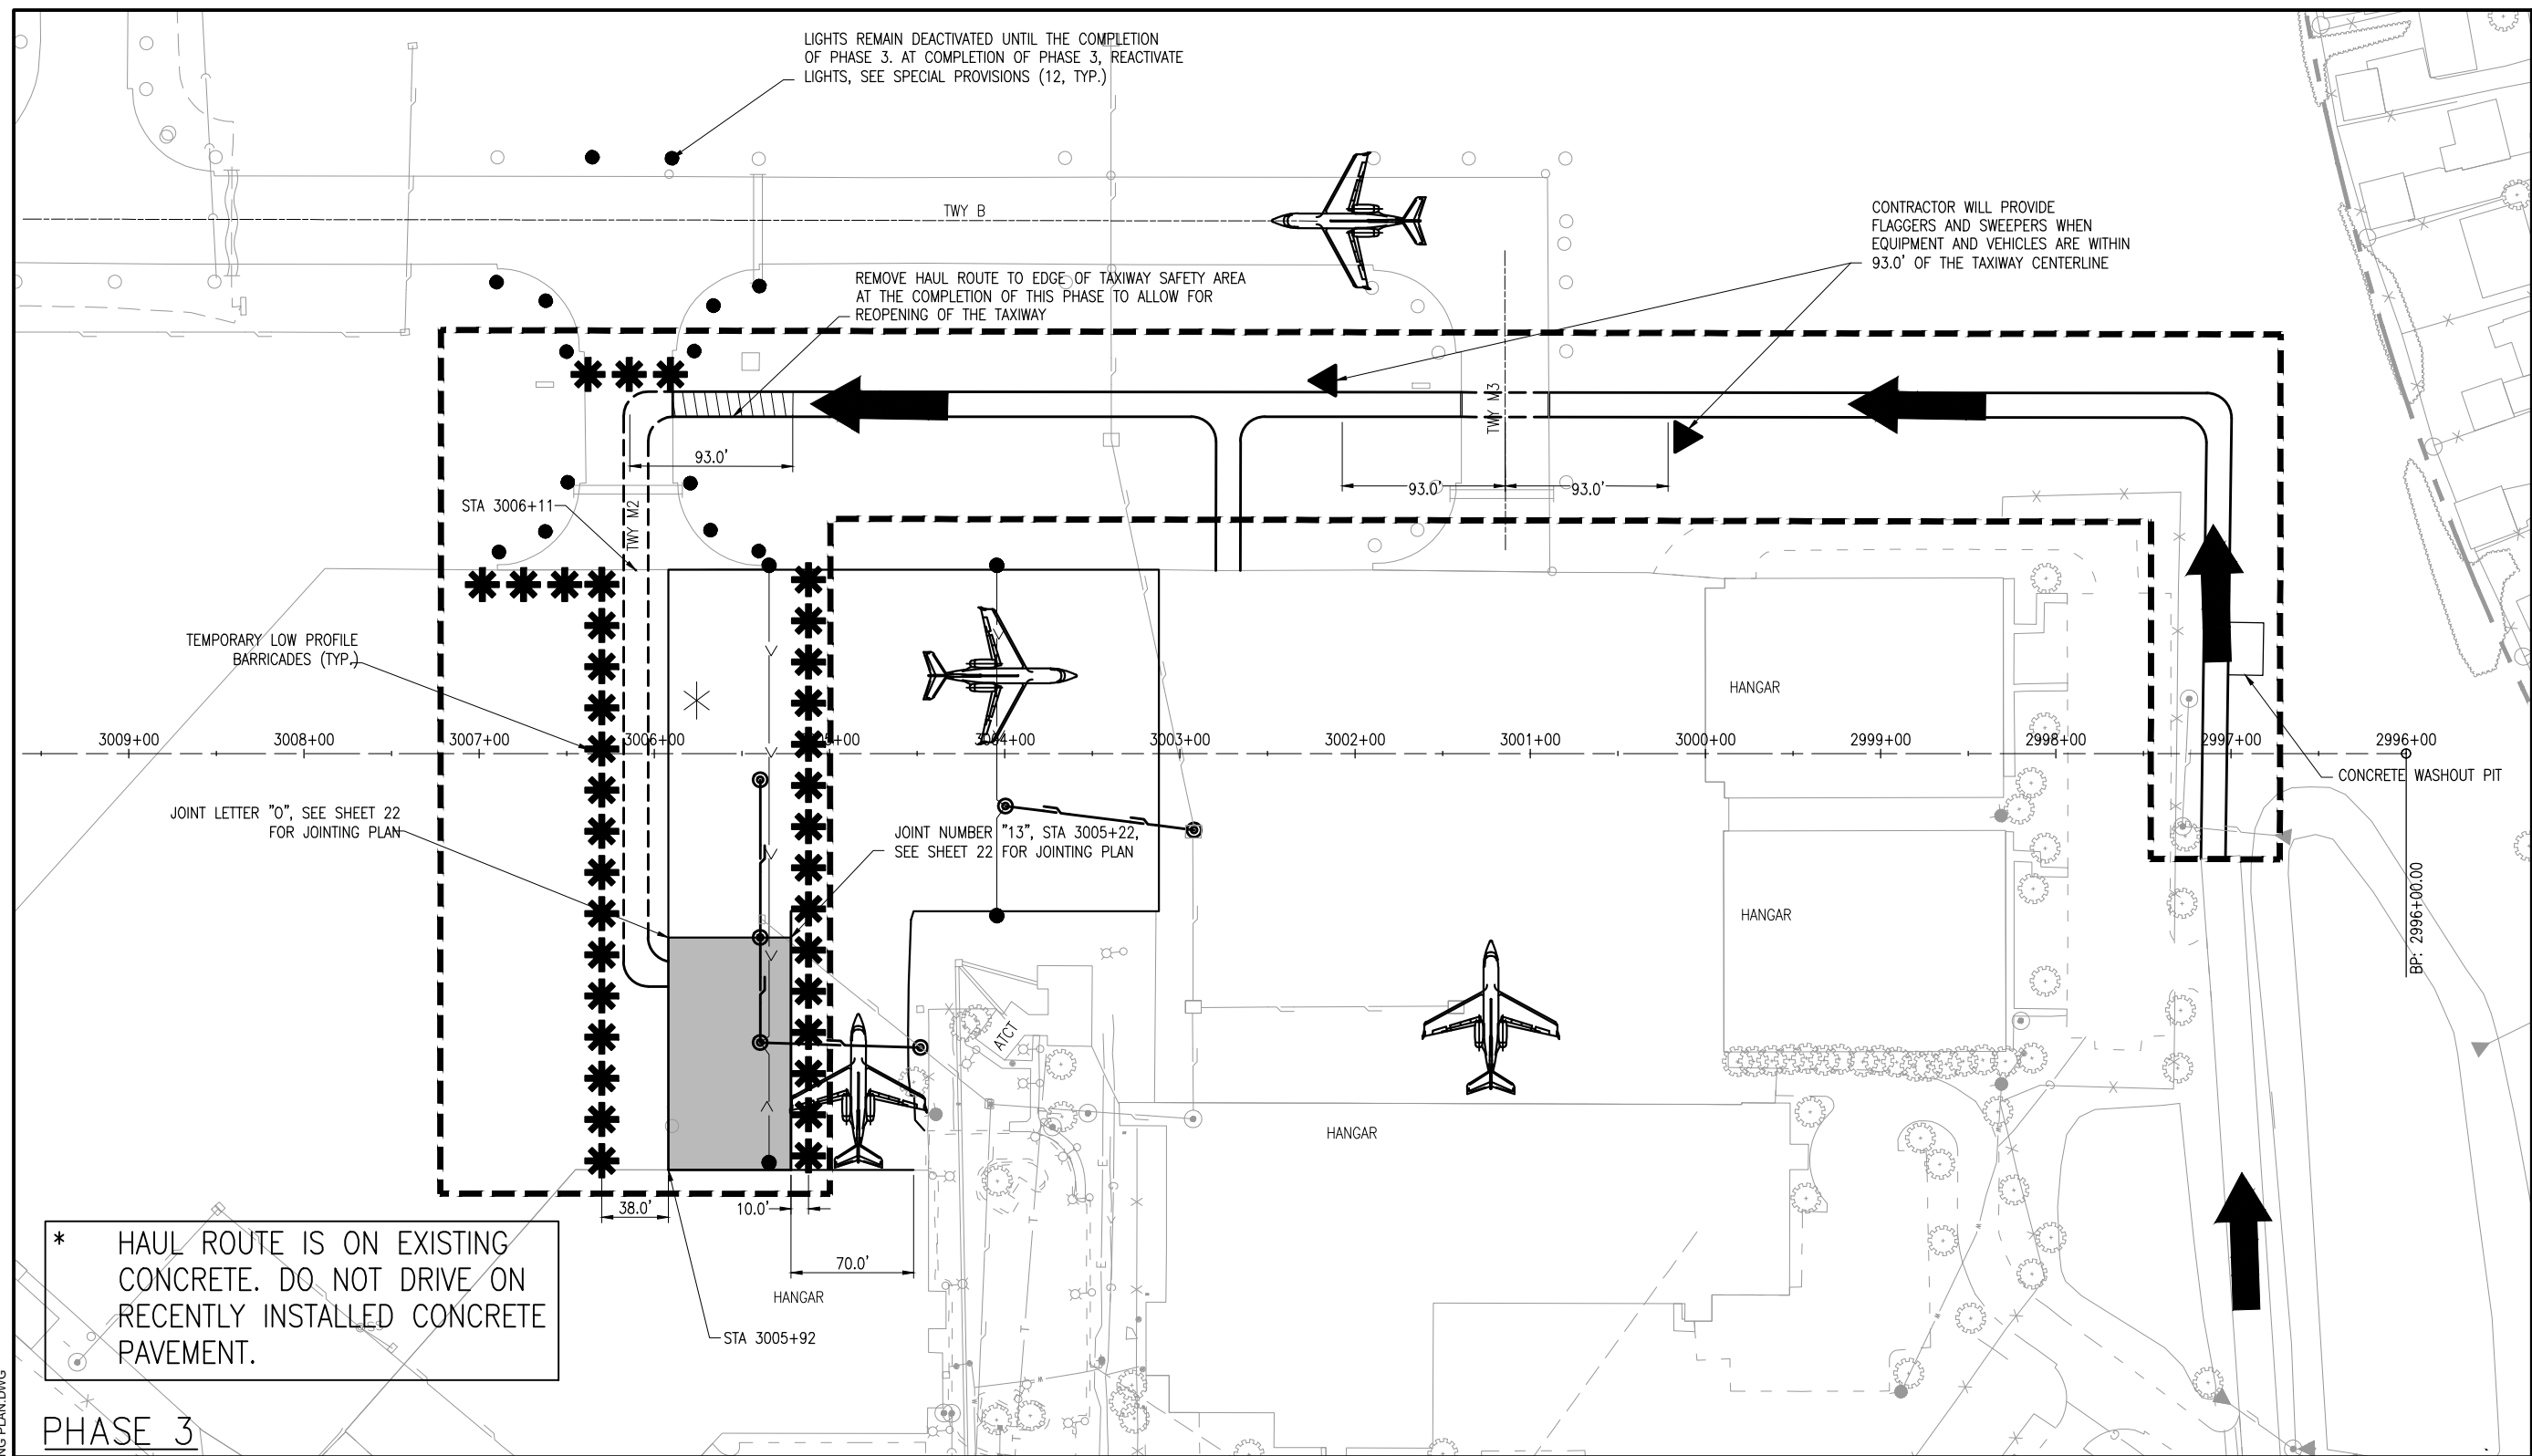 LIGHTS REMAIN DEACTIVATED UNTIL THE COMPLETION
OF PHASE 3. AT COMPLETION OF PHASE 3, REACTIVATE
LIGHTS, SEE SPECIAL PROVISIONS (12, TYP.)
TWY B
CONTRACTOR WILL PROVIDE
FLAGGERS AND SWEEPERS WHEN
EQUIPMENT AND VEHICLES ARE WITHIN
93.0' OF THE TAXIWAY CENTERLINE
REMOVE HAUL ROUTE TO EDGE OF TAXIWAY SAFETY AREA
AT THE COMPLETION OF THIS PHASE TO ALLOW FOR
REOPENING OF THE TAXIWAY
TWY M3
93.0'
93.0'
93.0'
STA 3006+11
TWY M2
TEMPORARY LOW PROFILE
BARRICADES (TYP.)
HANGAR
3009+00
3008+00
3007+00
3006+00
3005+00
3004+00
3003+00
3002+00
3001+00
3000+00
2999+00
2998+00
2997+00
2996+00
CONCRETE WASHOUT PIT
JOINT LETTER "O", SEE SHEET 22
FOR JOINTING PLAN
JOINT NUMBER "13", STA 3005+22,
SEE SHEET 22 FOR JOINTING PLAN
HANGAR
BP: 2996+00.00
ATCT
HANGAR
38.0'
10.0'
70.0'
HANGAR
STA 3005+92
* HAUL ROUTE IS ON EXISTING
CONCRETE. DO NOT DRIVE ON
RECENTLY INSTALLED CONCRETE
PAVEMENT.
PHASE 3
NG PLAN.DWG